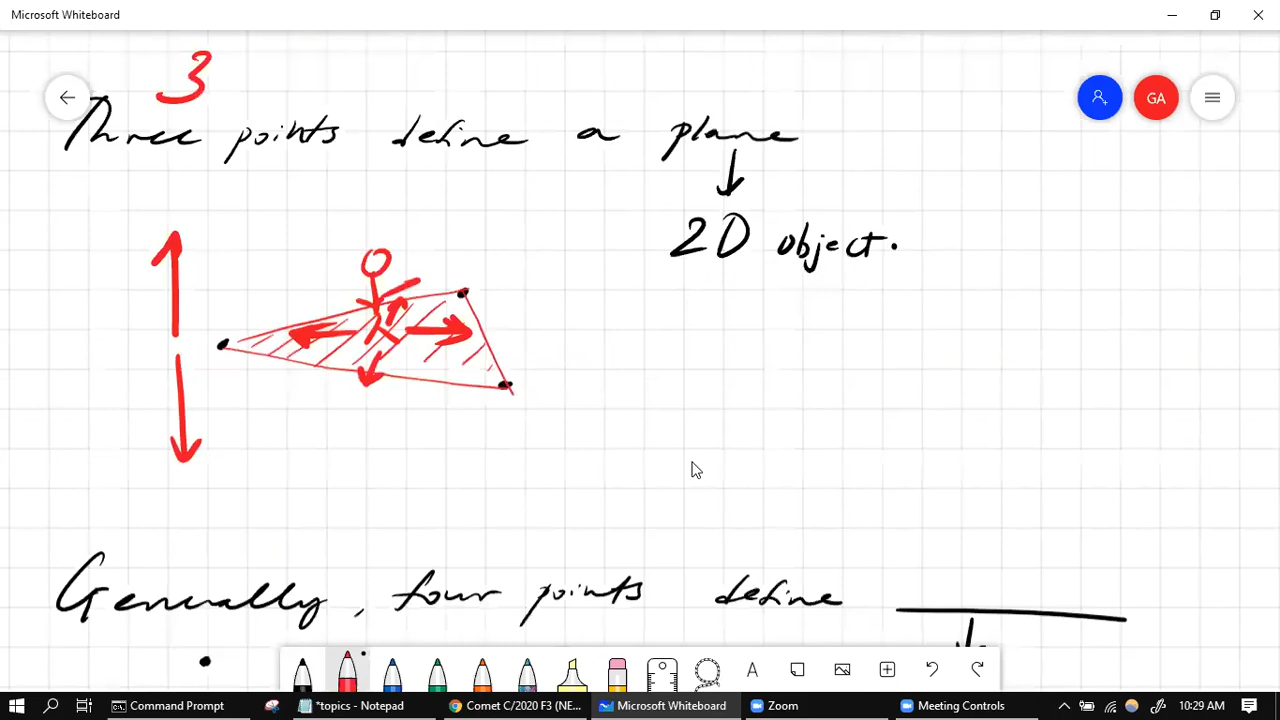 Microsoft Whiteboard
3
GA
Three points define a plane
2D object.
Generally, four points define
A
Command Prompt
*topics - Notepad
Comet C/2020 F3 (NE...
Microsoft Whiteboard
Zoom
Meeting Controls
10:29 AM